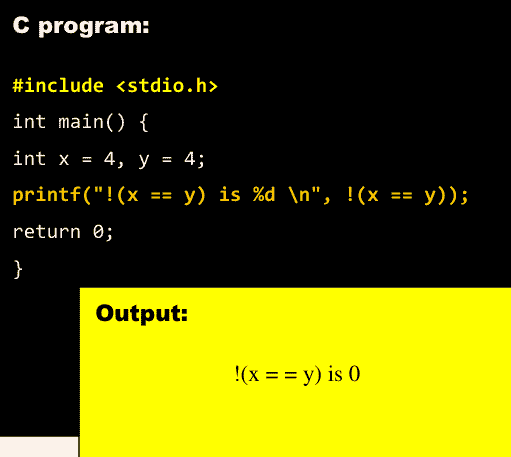 C program:
#include <stdio.h>
int main() {
int x = 4, y = 4;
printf("!(x == y) is %d \n", !(x == y));
return 0;
}
Output:
!(x = = y) is 0